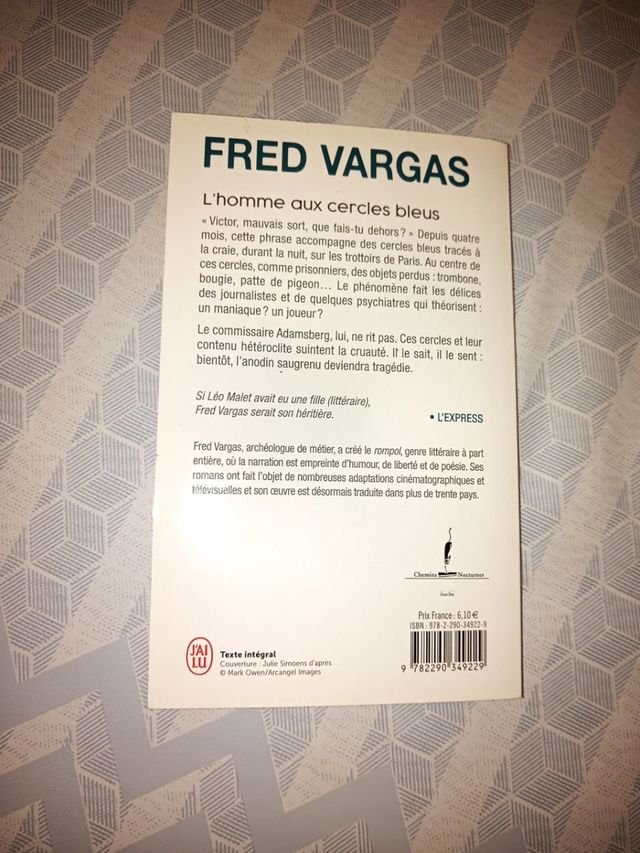 FRED VARGAS
L'homme aux cercles bleus
« Victor, mauvais sort, que fais-tu dehors ? » Depuis quatre
mois, cette phrase accompagne des cercles bleus tracés à
la craie, durant la nuit, sur les trottoirs de Paris. Au centre de
ces cercles, comme prisonniers, des objets perdus : trombone,
bougie, patte de pigeon... Le phénomène fait les délices
des journalistes et de quelques psychiatres qui théorisent :
un maniaque ? un joueur ?
Le commissaire Adamsberg, lui, ne rit pas. Ces cercles et leur
contenu hétéroclite suintent la cruauté. Il le sait, il le sent :
bientôt, l'anodin saugrenu deviendra tragédie.
Si Léo Malet avait eu une fille (littéraire),
Fred Vargas serait son héritière.
• L'EXPRESS
Fred Vargas, archéologue de métier, a créé le rompol, genre littéraire à part
entière, où la narration est empreinte d'humour, de liberté et de poésie. Ses
romans ont fait l'objet de nombreuses adaptations cinématographiques et
télévisuelles et son œuvre est désormais traduite dans plus de trente pays.
Chemins Nocturnes
Prix France : 6,10 €
ISBN : 978-2-290-34922-9
J'AI
LU
Texte intégral
Couverture : Julie Simoens d'après
© Mark Owen/Arcangel Images
9 782290 349229